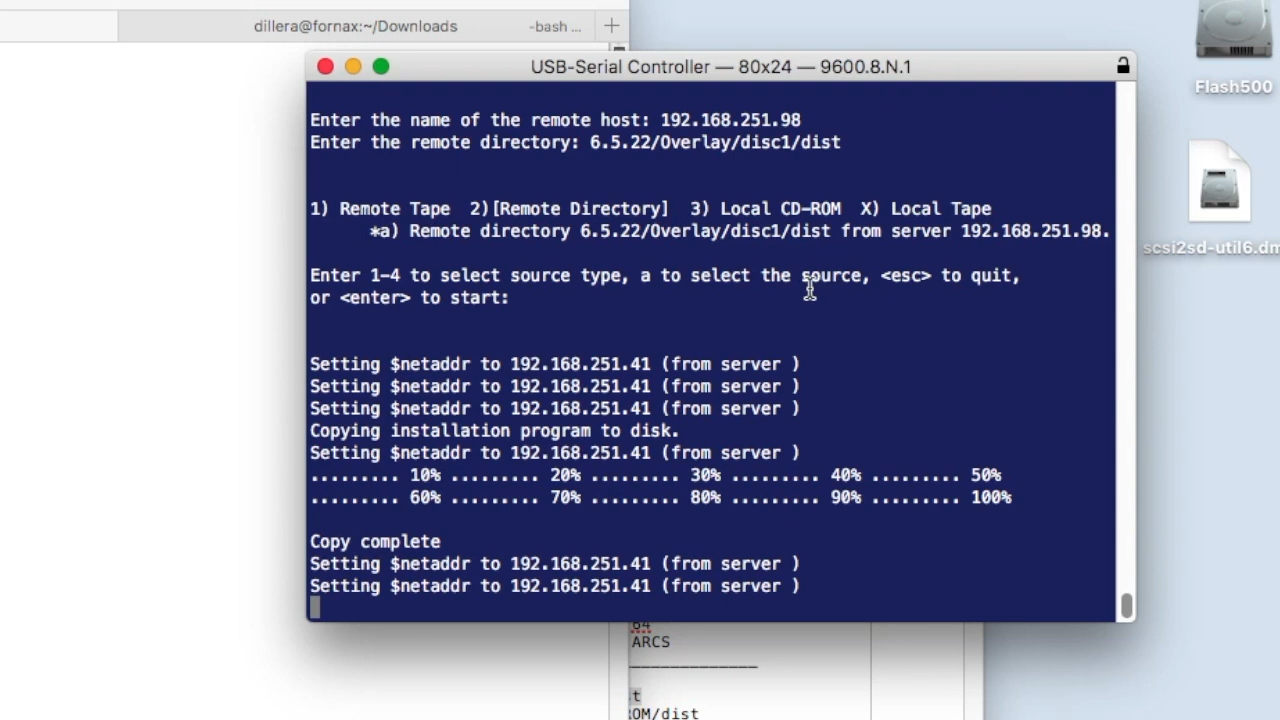 dillera@fornax:~/Downloads -bash ... +
USB-Serial Controller — 80x24 — 9600.8.N.1
Flash500
Enter the name of the remote host: 192.168.251.98
Enter the remote directory: 6.5.22/Overlay/disc1/dist
1) Remote Tape  2)[Remote Directory]  3) Local CD-ROM  X) Local Tape
*a) Remote directory 6.5.22/Overlay/disc1/dist from server 192.168.251.98.
scsi2sd-util6.dm
Enter 1-4 to select source type, a to select the source, <esc> to quit,
or <enter> to start:
Setting $netaddr to 192.168.251.41 (from server )
Setting $netaddr to 192.168.251.41 (from server )
Setting $netaddr to 192.168.251.41 (from server )
Copying installation program to disk.
Setting $netaddr to 192.168.251.41 (from server )
......... 10% ......... 20% ......... 30% ......... 40% ......... 50%
......... 60% ......... 70% ......... 80% ......... 90% ......... 100%
Copy complete
Setting $netaddr to 192.168.251.41 (from server )
Setting $netaddr to 192.168.251.41 (from server )
64
ARCS
t
OM/dist